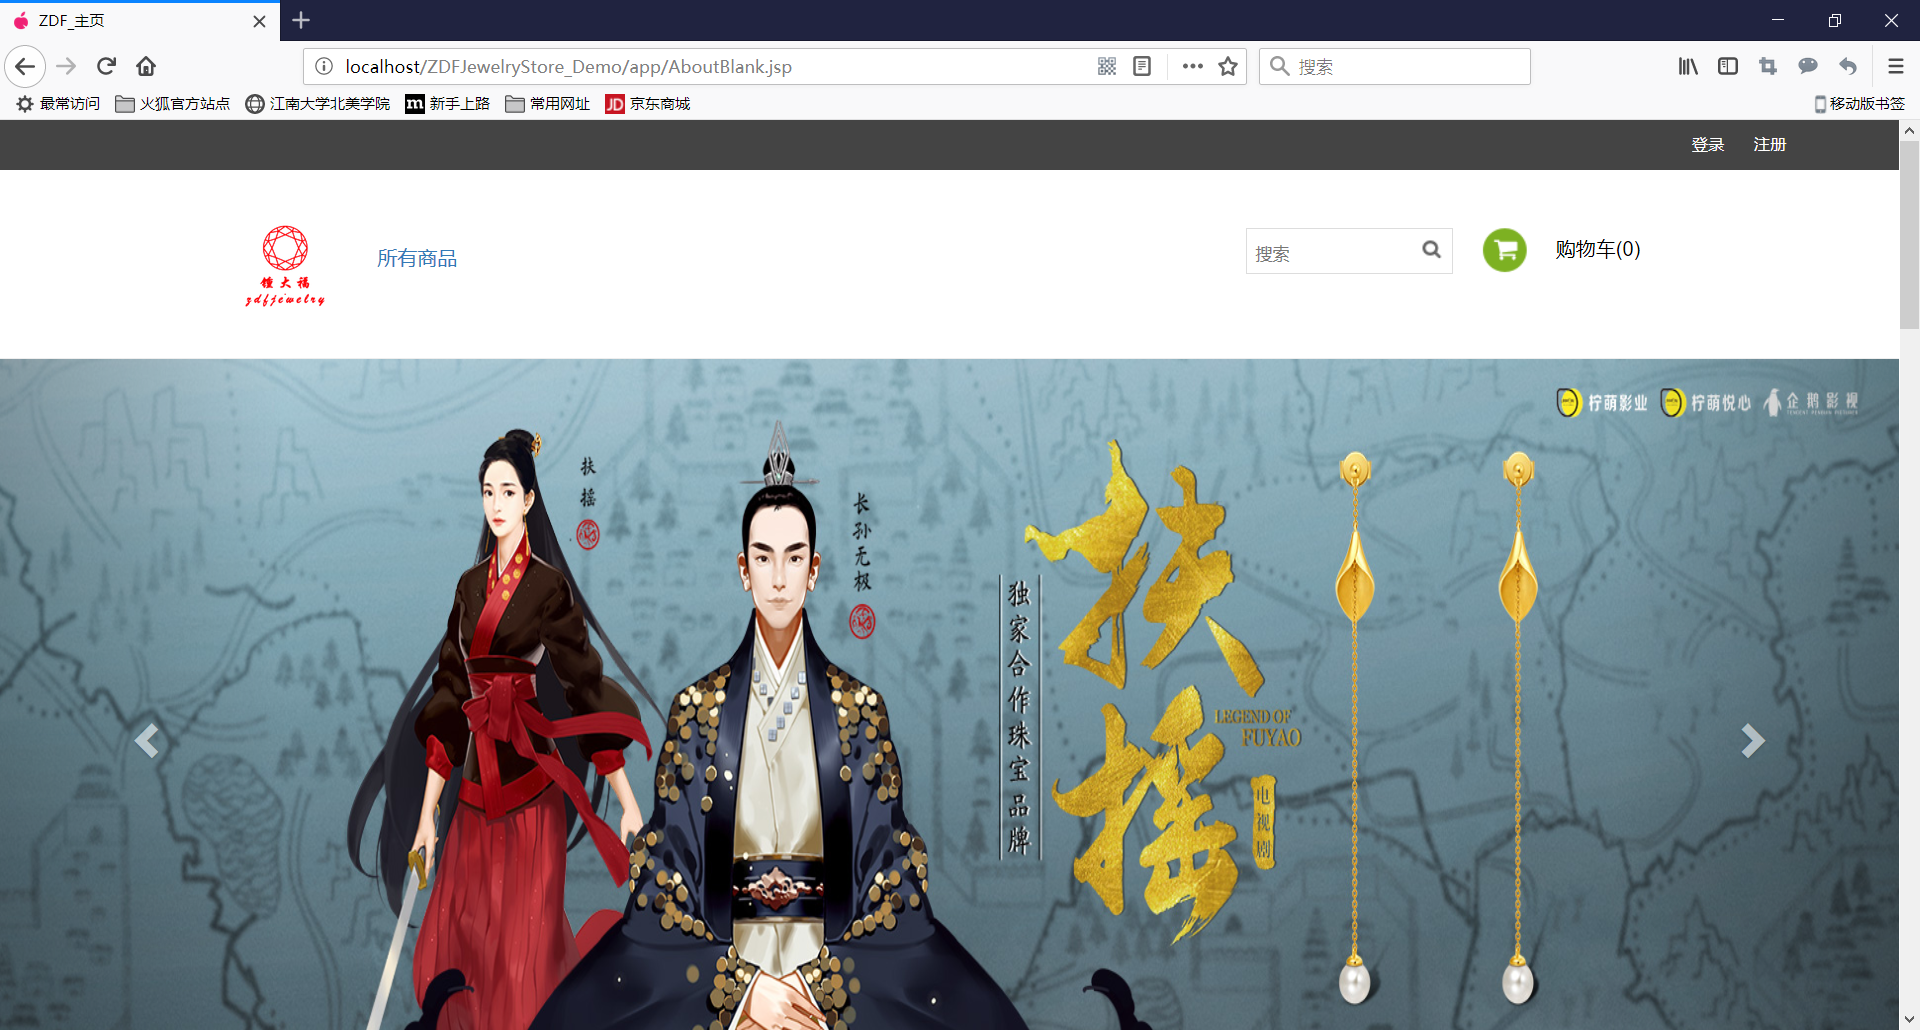 ZDF_主页
localhost/ZDFJewelryStore_Demo/app/AboutBlank.jsp
搜索
最常访问
火狐官方站点
江南大学北美学院
新手上路
常用网址
JD 京东商城
移动版书签
登录
注册
锺大福
zdfjewelry
所有商品
搜索
购物车(0)
柠萌影业
柠萌悦心
企鹅影视
扶摇
长孙无极
独家合作珠宝品牌
扶摇
LEGEND OF
FUYAO
电视剧